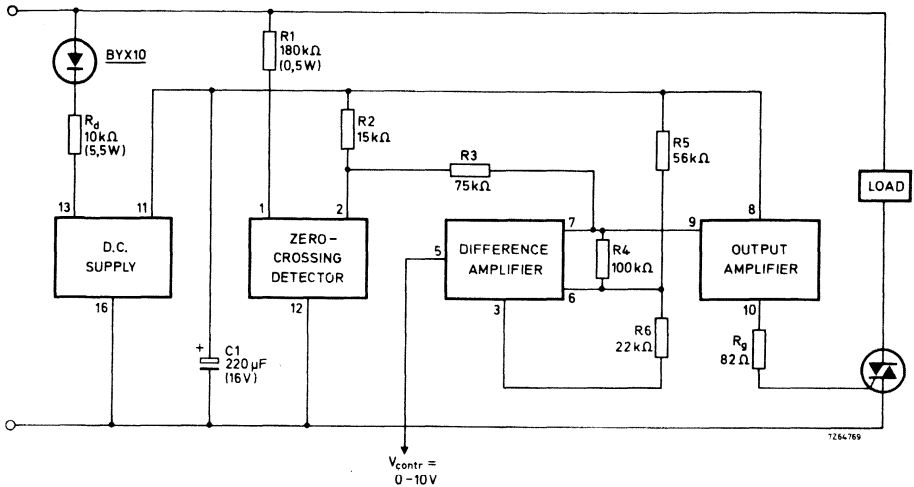 BYX10
R1
180kΩ
(0,5W)
Rd
10kΩ
(5,5W)
R2
15kΩ
R3
75kΩ
R5
56kΩ
LOAD
13
11
1
2
7
9
8
D.C.
SUPPLY
ZERO-
CROSSING
DETECTOR
5
DIFFERENCE
AMPLIFIER
R4
100kΩ
OUTPUT
AMPLIFIER
6
16
12
3
10
+
C1
220µF
(16V)
R6
22kΩ
Rg
82Ω
7Z64769
Vcontr =
0-10V